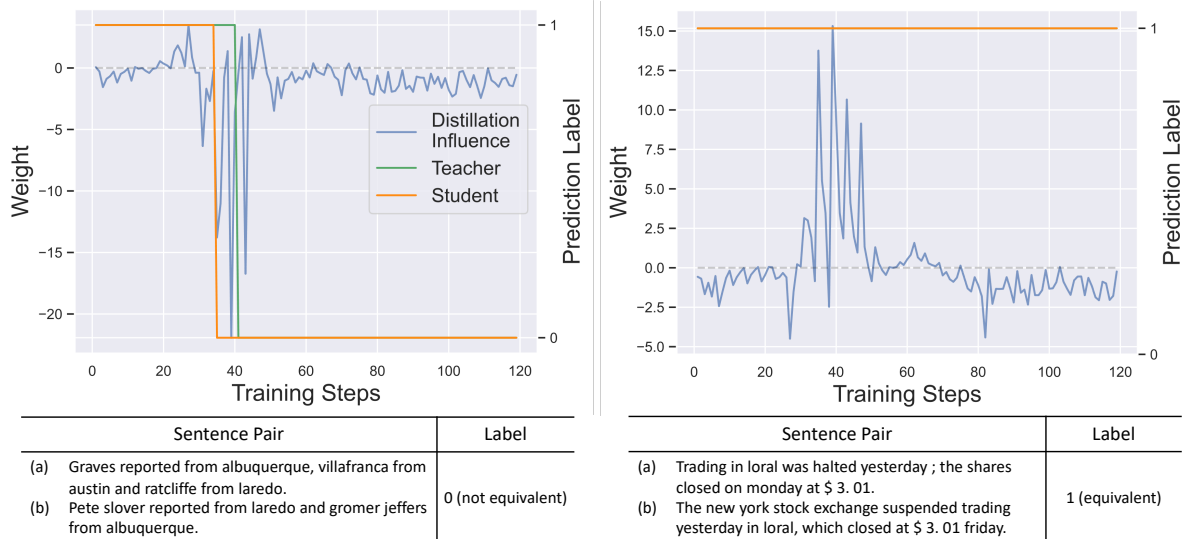 0
−5
−10
−15
−20
Weight
1
0
Prediction Label
Distillation
Influence
Teacher
Student
0 20 40 60 80 100 120
Training Steps
15.0
12.5
10.0
7.5
5.0
2.5
0.0
−2.5
−5.0
Weight
1
0
Prediction Label
0 20 40 60 80 100 120
Training Steps
Sentence Pair Label
(a) Graves reported from albuquerque, villafranca from
austin and ratcliffe from laredo.
(b) Pete slover reported from laredo and gromer jeffers
from albuquerque.
0 (not equivalent)
Sentence Pair Label
(a) Trading in loral was halted yesterday ; the shares
closed on monday at $ 3. 01.
(b) The new york stock exchange suspended trading
yesterday in loral, which closed at $ 3. 01 friday.
1 (equivalent)